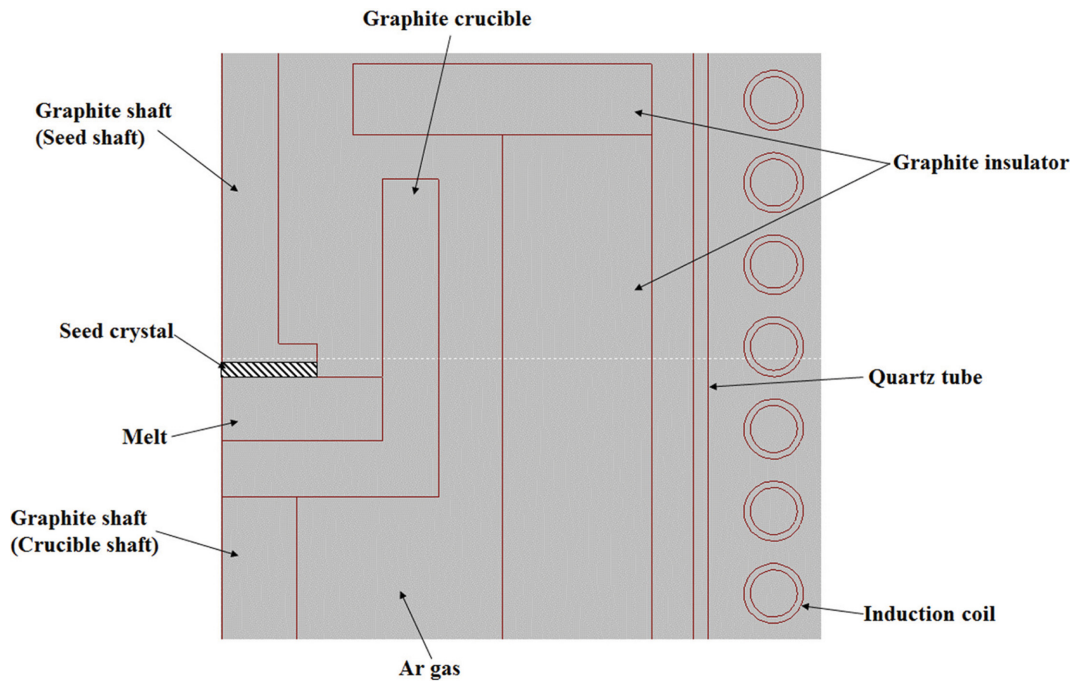 Graphite crucible
Graphite shaft
(Seed shaft)
Graphite insulator
Seed crystal
Quartz tube
Melt
Graphite shaft
(Crucible shaft)
Induction coil
Ar gas